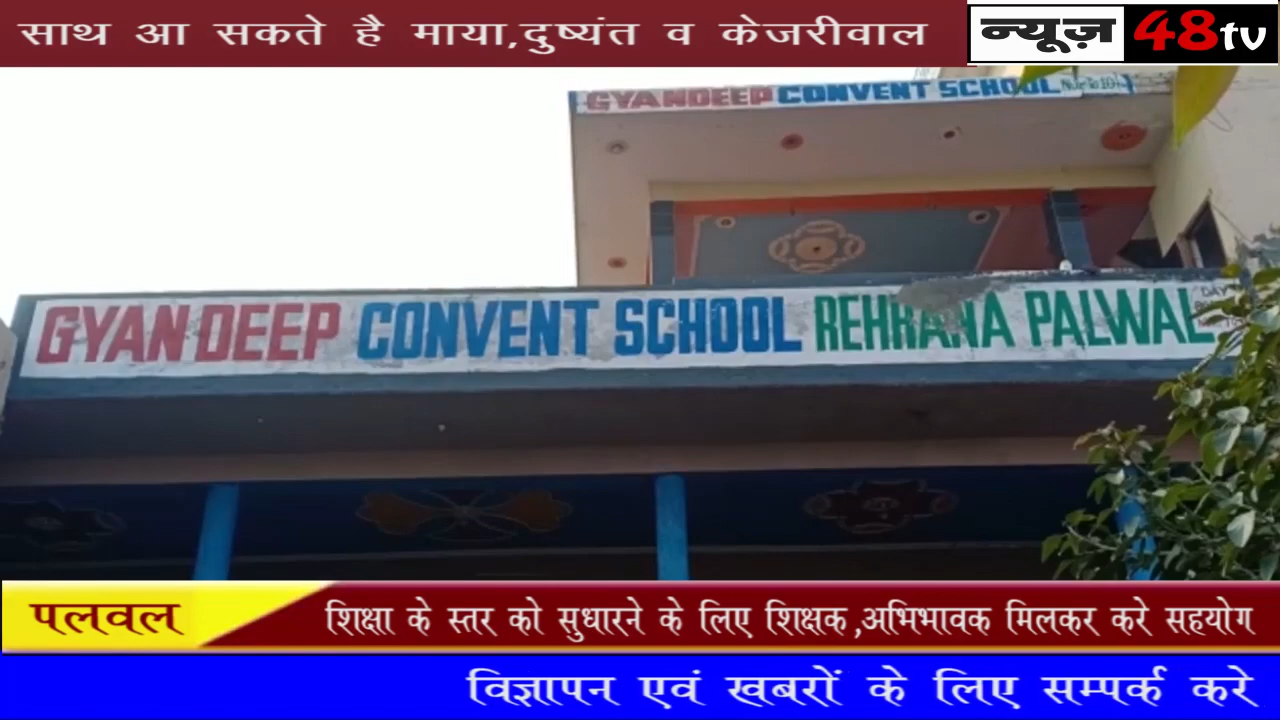 साथ आ सकते है माया,दुष्यंत व केजरीवाल
न्यूज़ 48tv
GYANDEEP CONVENT SCHOOL
GYAN DEEP CONVENT SCHOOL REHRANA PALWAL
पलवल
शिक्षा के स्तर को सुधारने के लिए शिक्षक,अभिभावक मिलकर करे सहयोग
विज्ञापन एवं खबरों के लिए सम्पर्क करे